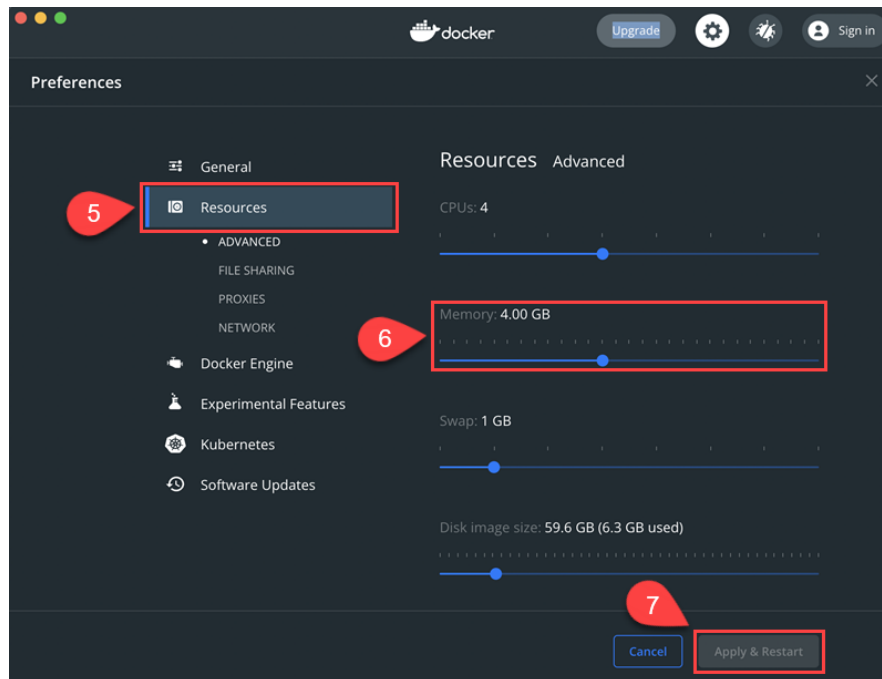 docker
Upgrade
Sign in
Preferences
General
Resources
ADVANCED
FILE SHARING
PROXIES
NETWORK
Docker Engine
Experimental Features
Kubernetes
Software Updates
5
Resources Advanced
CPUs: 4
Memory: 4.00 GB
6
Swap: 1 GB
Disk image size: 59.6 GB (6.3 GB used)
7
Cancel
Apply & Restart